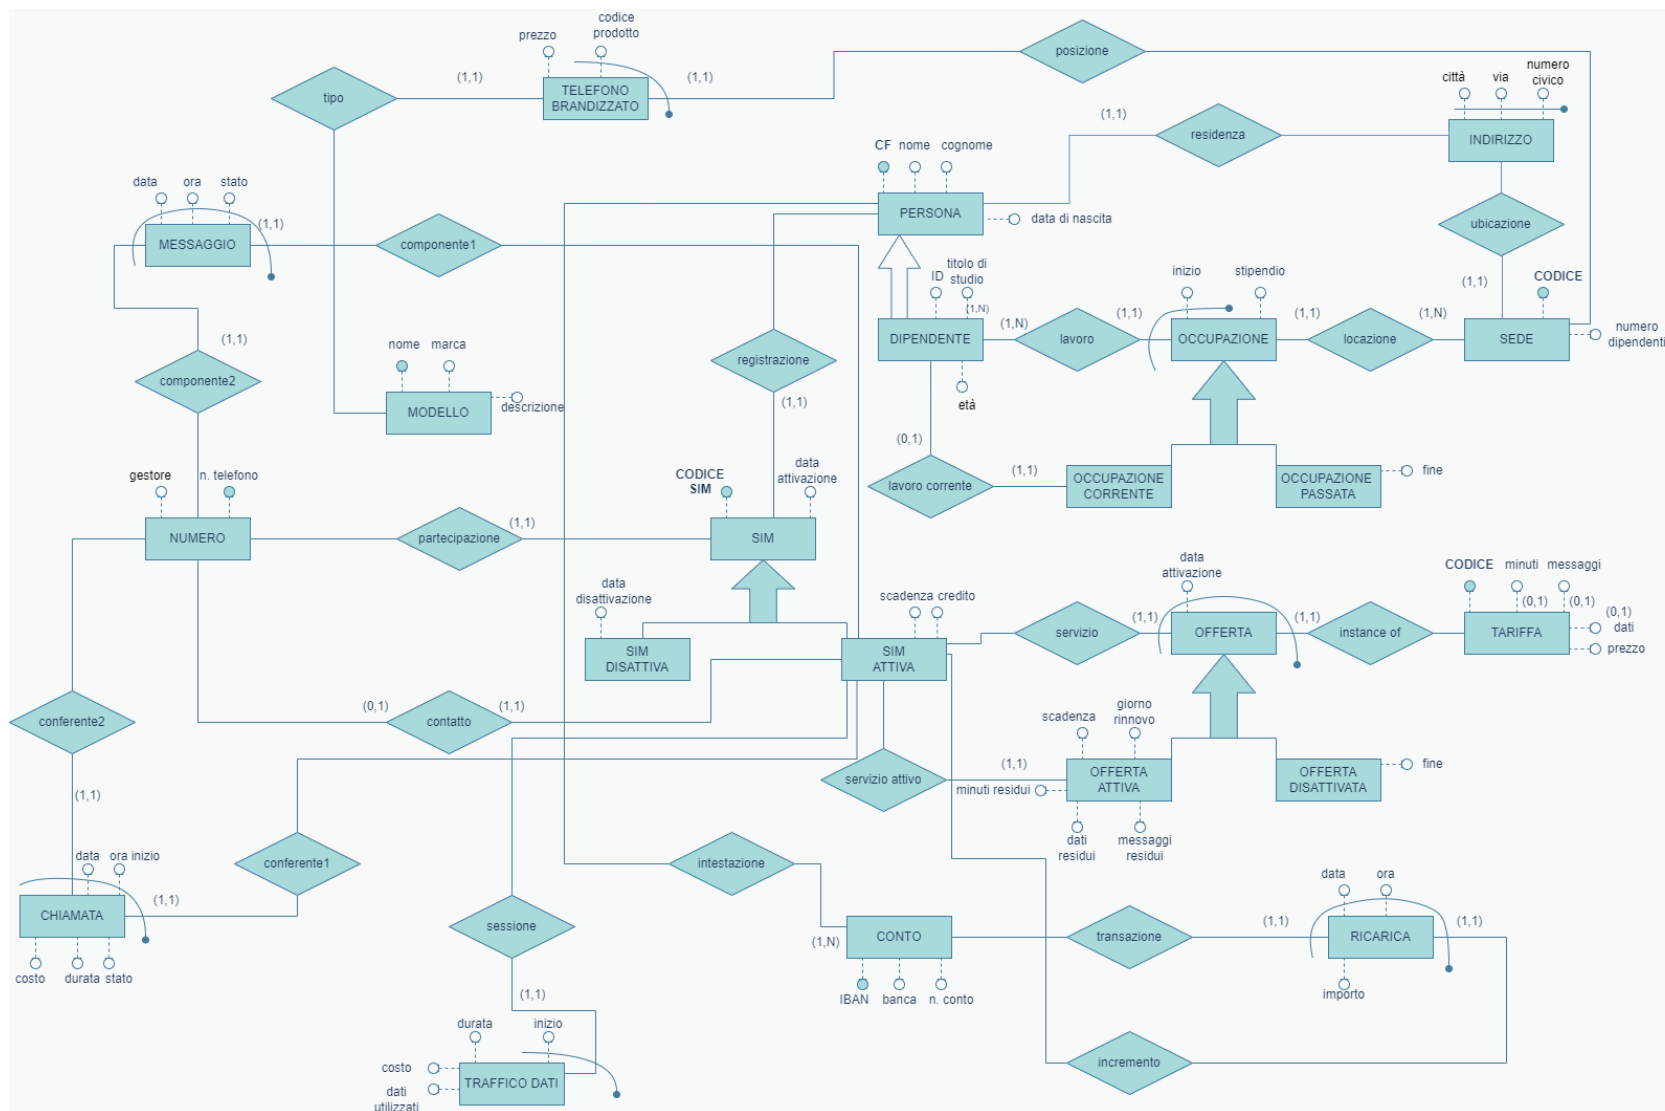 codice
prodotto
prezzo
posizione
numero
civico
città
via
(1,1)
(1,1)
tipo
TELEFONO
BRANDIZZATO
(1,1)
residenza
INDIRIZZO
CF
nome
cognome
data
ora
stato
PERSONA
data di nascita
(1,1)
MESSAGGIO
componente1
ubicazione
titolo di
studio
ID
inizio
stipendio
CODICE
(1,1)
(1,N)
(1,N)
(1,1)
(1,1)
(1,N)
DIPENDENTE
lavoro
OCCUPAZIONE
locazione
SEDE
numero
dipendenti
(1,1)
nome
marca
registrazione
componente2
descrizione
età
MODELLO
(1,1)
(0,1)
data
attivazione
CODICE
SIM
gestore
n. telefono
(1,1)
lavoro corrente
OCCUPAZIONE
CORRENTE
OCCUPAZIONE
PASSATA
fine
(1,1)
NUMERO
partecipazione
SIM
data
attivazione
CODICE
minuti
messaggi
data
disattivazione
scadenza
credito
(0,1)
(0,1)
(0,1)
dati
(1,1)
(1,1)
servizio
OFFERTA
instance of
TARIFFA
prezzo
SIM
DISATTIVA
SIM
ATTIVA
(0,1)
(1,1)
conferente2
contatto
scadenza
giorno
rinnovo
(1,1)
servizio attivo
OFFERTA
ATTIVA
OFFERTA
DISATTIVATA
fine
minuti residui
(1,1)
dati
residui
messaggi
residui
data
ora inizio
conferente1
intestazione
data
ora
(1,1)
CHIAMATA
sessione
(1,N)
CONTO
transazione
(1,1)
RICARICA
(1,1)
costo
durata
stato
IBAN
banca
n. conto
importo
(1,1)
durata
inizio
costo
TRAFFICO DATI
dati
utilizzati
incremento